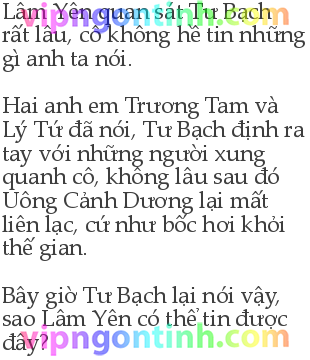 Lâm Yên quan sát Tư Bạch
rất lâu, cô không hề tin những
gì anh ta nói.
Hai anh em Trương Tam và
Lý Tứ đã nói, Tư Bạch định ra
tay với những người xung
quanh cô, không lâu sau đó
Uông Cảnh Dương lại mất
liên lạc, cứ như bốc hơi khỏi
thế gian.
Bây giờ Tư Bạch lại nói vậy,
sao Lâm Yên có thể tin được
đây?
vipngontinh.com
vipngontinh.com